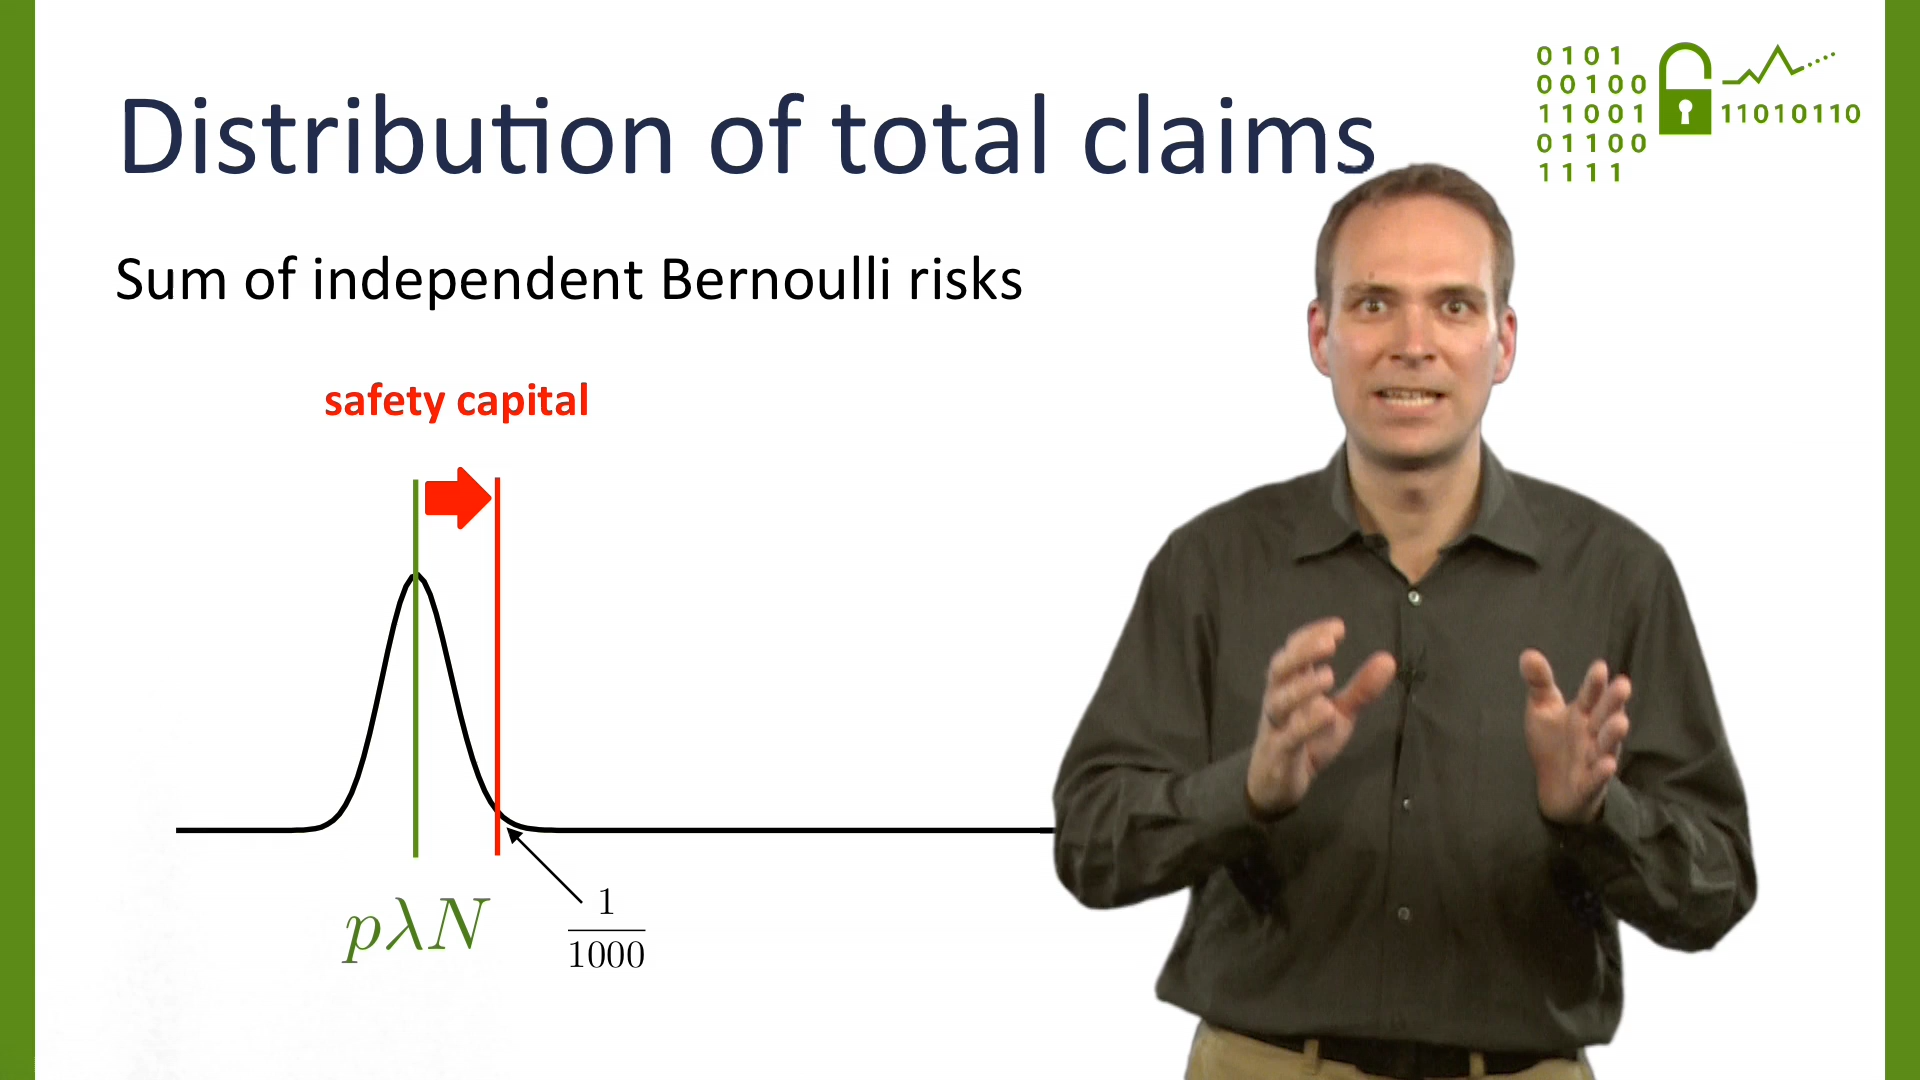 Distribution of total claims
0101
00100
11001
01100
1111
11010110
Sum of independent Bernoulli risks
safety capital
pλN
1
1000